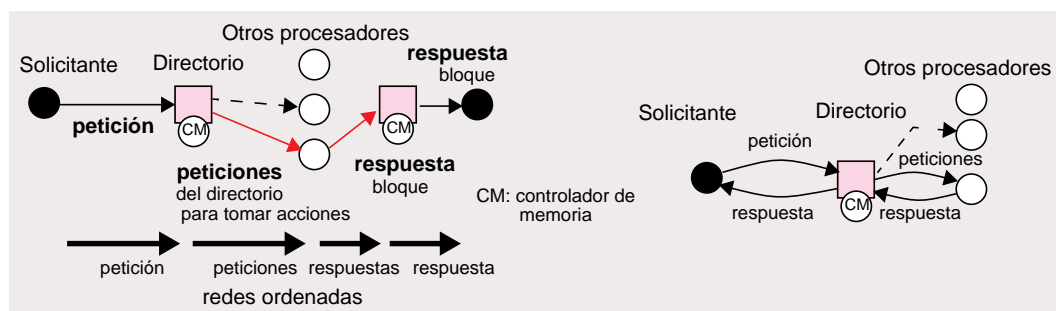 Otros procesadores
Solicitante
Directorio
respuesta
bloque
petición
CM
CM
peticiones
del directorio
para tomar acciones
respuesta
bloque
CM: controlador de
memoria
petición
peticiones
respuestas
respuesta
redes ordenadas
Otros procesadores
Solicitante
Directorio
petición
peticiones
CM
respuesta
respuesta